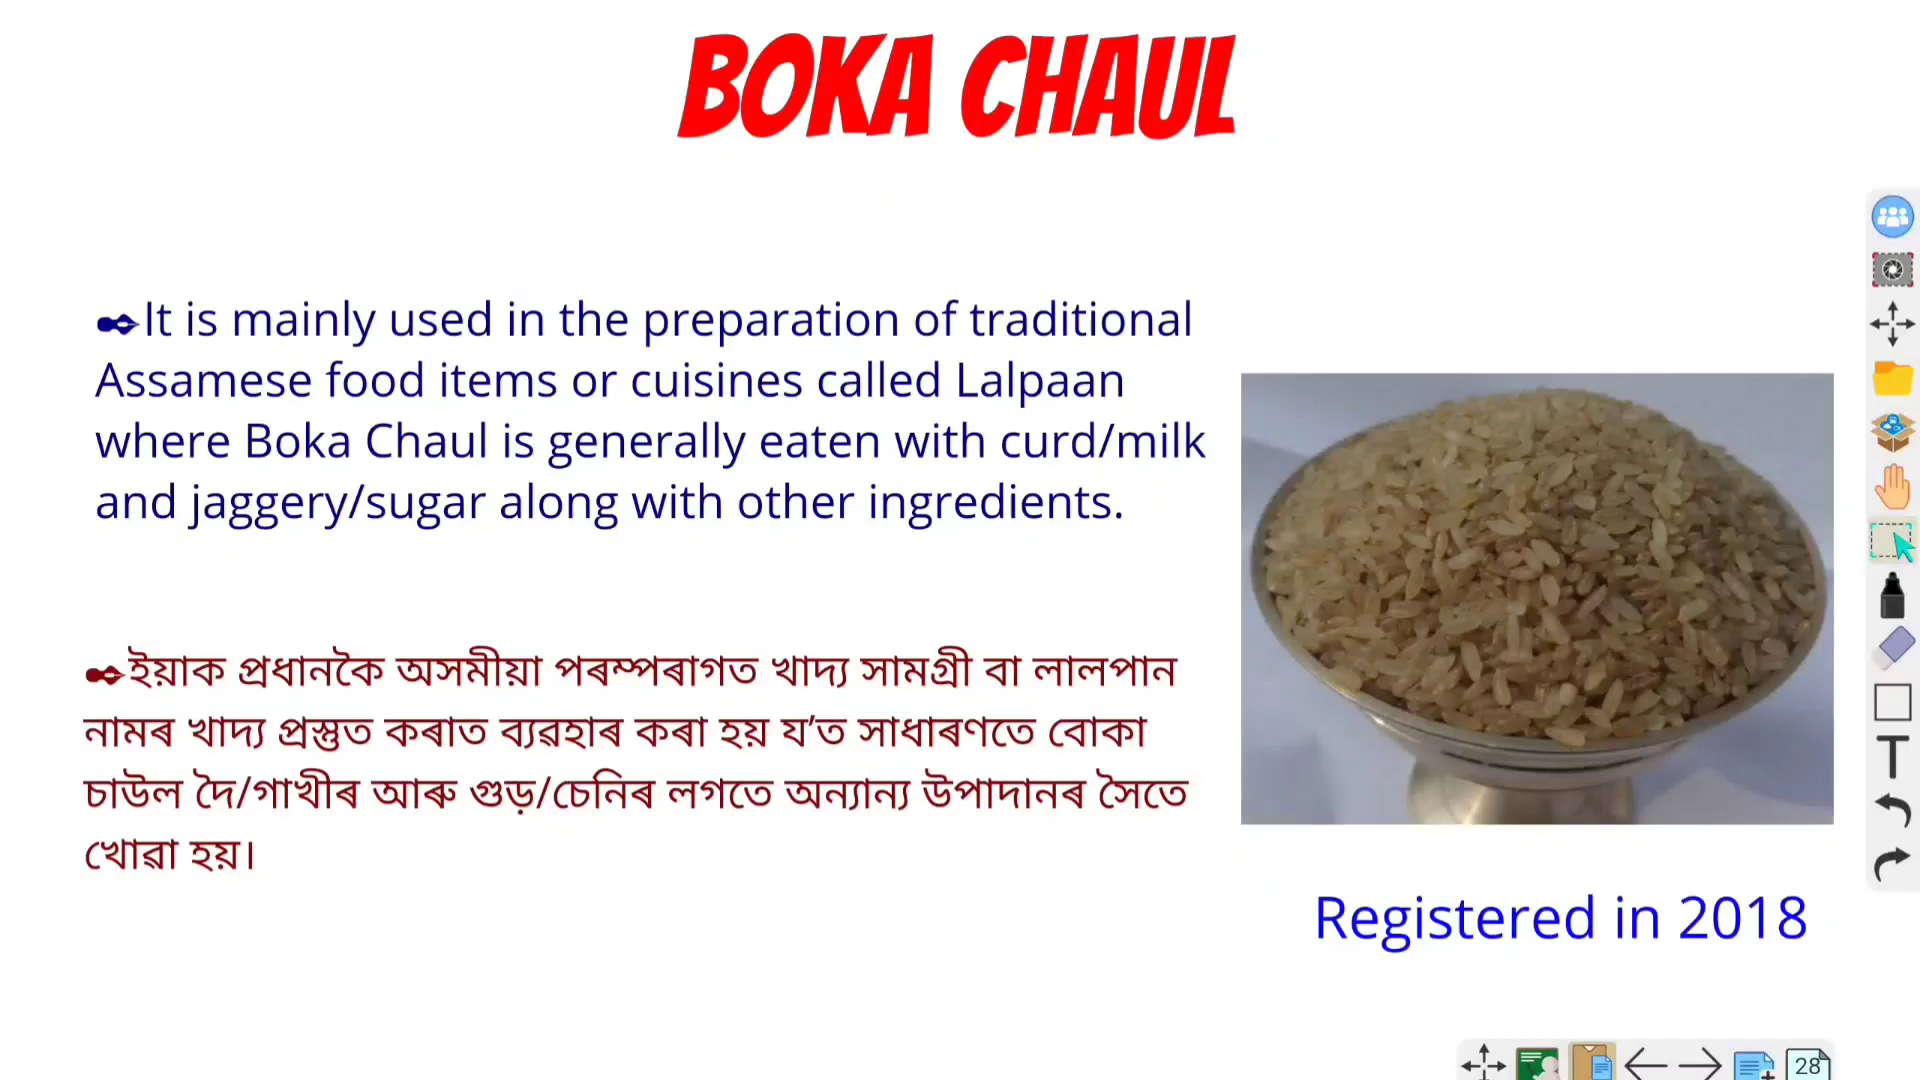 BOKA CHAUL
✒It is mainly used in the preparation of traditional
Assamese food items or cuisines called Lalpaan
where Boka Chaul is generally eaten with curd/milk
and jaggery/sugar along with other ingredients.
✒ইয়াক প্ৰধানকৈ অসমীয়া পৰম্পৰাগত খাদ্য সামগ্ৰী বা লালপান
নামৰ খাদ্য প্ৰস্তুত কৰাত ব্যৱহাৰ কৰা হয় য’ত সাধাৰণতে বোকা
চাউল দৈ/গাখীৰ আৰু গুড়/চেনিৰ লগতে অন্যান্য উপাদানৰ সৈতে
খোৱা হয়।
Registered in 2018
T
28